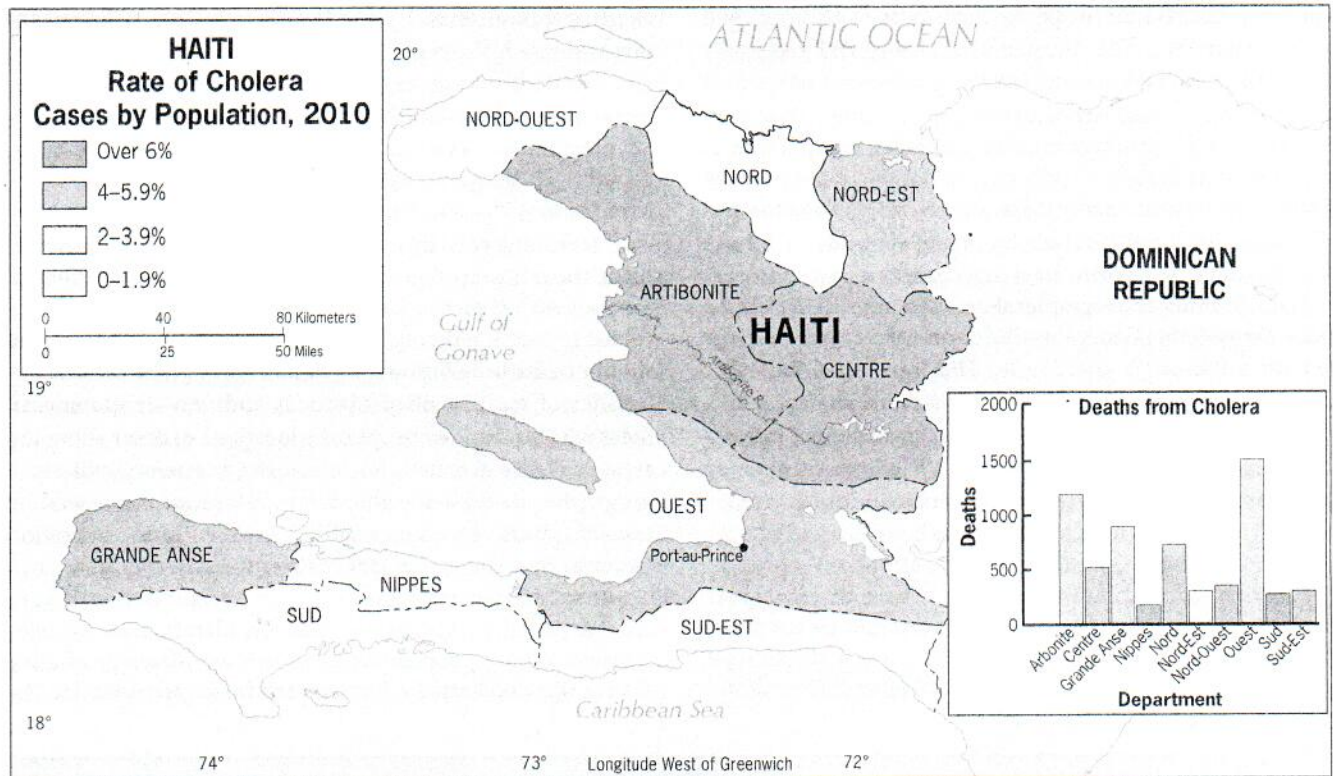 HAITI
Rate of Cholera
Cases by Population, 2010
Over 6%
4–5.9%
2–3.9%
0–1.9%
0 40 80 Kilometers
0 25 50 Miles
20°
19°
18°
74°
73°
72°
Longitude West of Greenwich
ATLANTIC OCEAN
NORD-OUEST
NORD
NORD-EST
DOMINICAN
REPUBLIC
ARTIBONITE
HAITI
Gulf of
Gonave
Artibonite R.
CENTRE
OUEST
Port-au-Prince
GRANDE ANSE
NIPPES
SUD
SUD-EST
Caribbean Sea
Deaths from Cholera
Deaths
2000
1500
1000
500
0
Arbonite
Centre
Grande Anse
Nippes
Nord
Nord-Est
Nord-Ouest
Ouest
Sud
Sud-Est
Department